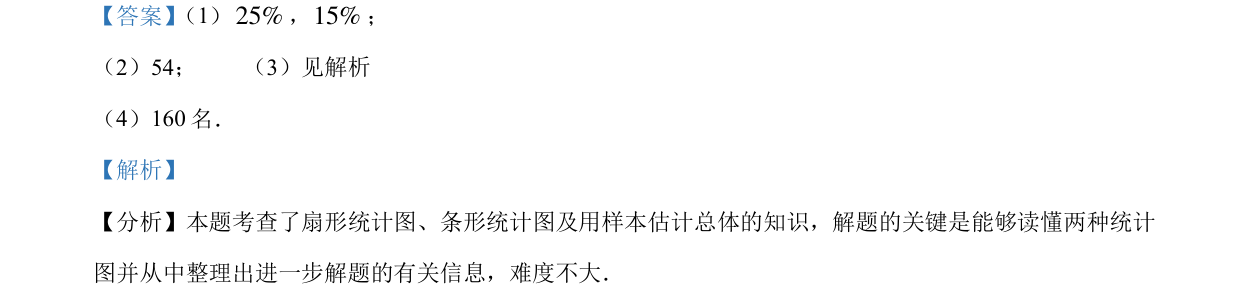 【答案】（1）25%，15%；
（2）54； （3）见解析
（4）160 名．
【解析】
【分析】本题考查了扇形统计图、条形统计图及用样本估计总体的知识，解题的关键是能够读懂两种统计
图并从中整理出进一步解题的有关信息，难度不大．